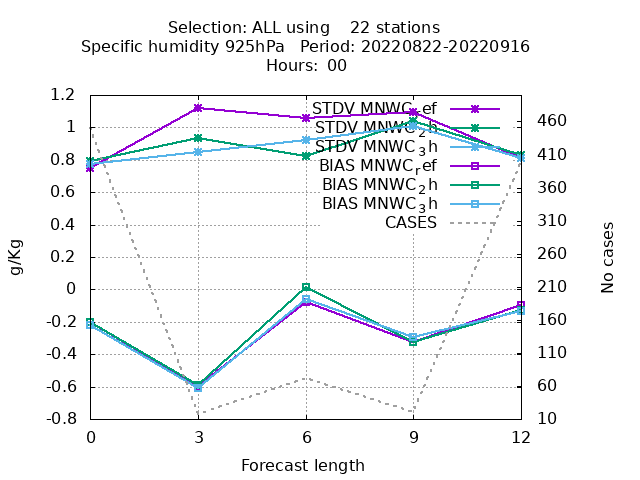 Selection: ALL using    22 stations
Specific humidity 925hPa   Period: 20220822-20220916
Hours:  00
STDV MNWC_ref
STDV MNWC_2h
STDV MNWC_3h
BIAS MNWC_ref
BIAS MNWC_2h
BIAS MNWC_3h
CASES
1.2
1
0.8
0.6
0.4
0.2
0
-0.2
-0.4
-0.6
-0.8
g/Kg
460
410
360
310
260
210
160
110
60
10
No cases
0 3 6 9 12
Forecast length